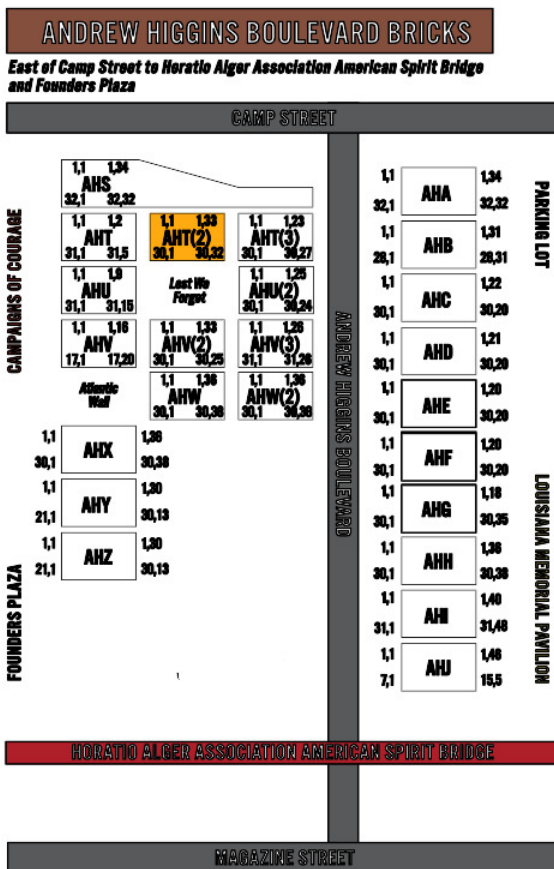 ANDREW HIGGINS BOULEVARD BRICKS
East of Camp Street to Horatio Alger Association American Spirit Bridge
and Founders Plaza
CAMP STREET
1,1 1,34
AHS
32,1 32,32
1,1 1,2
AHT
31,1 31,5
1,1 1,33
AHT(2)
30,1 30,32
1,1 1,23
AHT(3)
30,1 30,27
1,1 1,9
AHU
31,1 31,15
Lest We
Forget
1,1 1,25
AHU(2)
30,1 30,24
1,1 1,16
AHV
17,1 17,20
1,1 1,33
AHV(2)
30,1 30,25
1,1 1,26
AHV(3)
31,1 31,26
Atlantic
Wall
1,1 1,36
AHW
30,1 30,38
1,1 1,36
AHW(2)
30,1 30,38
1,1 1,36
AHX
30,1 30,38
1,1 1,30
AHY
21,1 30,13
1,1 1,30
AHZ
21,1 30,13
CAMPAIGNS OF COURAGE
FOUNDERS PLAZA
ANDREW HIGGINS BOULEVARD
1,1 1,34
AHA
32,1 32,32
1,1 1,31
AHB
28,1 28,31
1,1 1,22
AHC
30,1 30,20
1,1 1,21
AHD
30,1 30,20
1,1 1,20
AHE
30,1 30,20
1,1 1,20
AHF
30,1 30,20
1,1 1,18
AHG
30,1 30,35
1,1 1,36
AHH
30,1 30,38
1,1 1,40
AHI
31,1 31,48
1,1 1,46
AHJ
7,1 15,5
PARKING LOT
LOUISIANA MEMORIAL PAVILION
HORATIO ALGER ASSOCIATION AMERICAN SPIRIT BRIDGE
MAGAZINE STREET